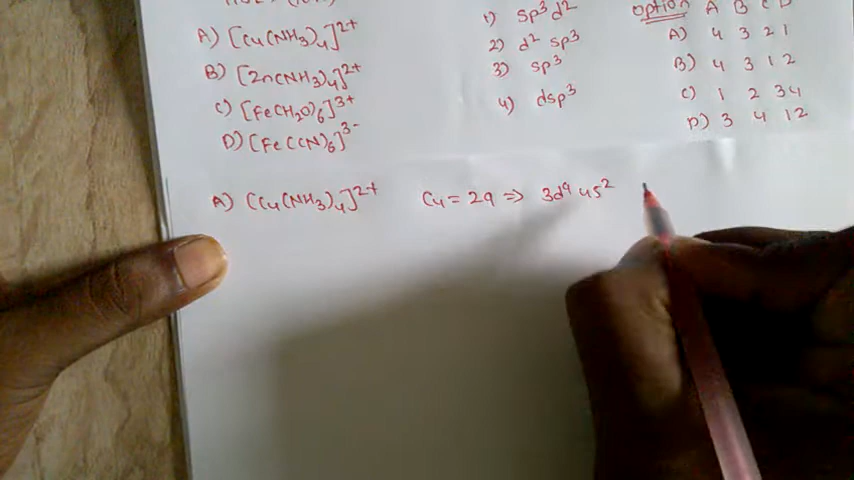 A) [Cu(NH3)4]2+ 1) sp3d2 option A B C D
B) [Zn(NH3)4]2+ 2) d2 sp3 A) 4 3 2 1
C) [Fe(H2O)6]3+ 3) sp3 B) 4 3 1 2
D) [Fe(CN)6]3- 4) dsp3 C) 1 2 3 4
D) 3 4 1 2
A) [Cu(NH3)4]2+ Cu = 29 => 3d9 4s2